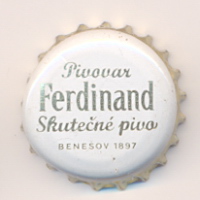 Pivovar
Ferdinand
Skutečné pivo
BENEŠOV 1897